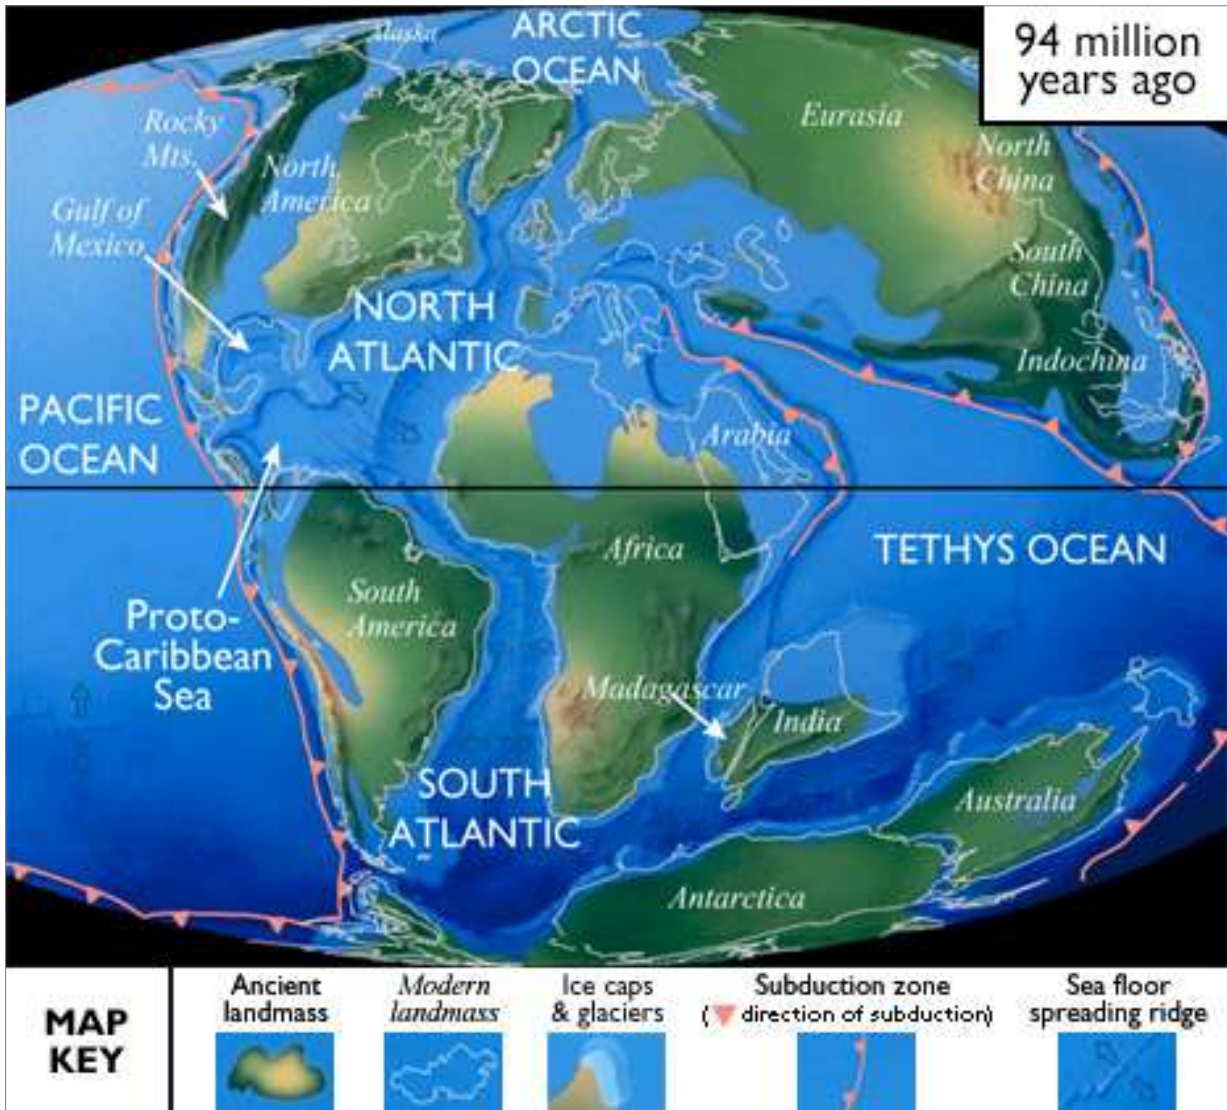 ARCTIC
OCEAN
94 million
years ago
Alaska
Eurasia
Rocky
Mts.
North
America
North
China
Gulf of
Mexico
South
China
NORTH
ATLANTIC
Indochina
PACIFIC
OCEAN
Arabia
Africa
TETHYS OCEAN
South
America
Proto-
Caribbean
Sea
Madagascar
India
SOUTH
ATLANTIC
Australia
Antarctica
MAP
KEY
Ancient
landmass
Modern
landmass
Ice caps
& glaciers
Subduction zone
(▼ direction of subduction)
Sea floor
spreading ridge